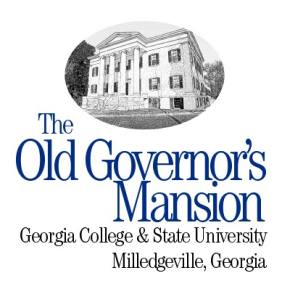 The
Old Governor's
Mansion
Georgia College & State University
Milledgeville, Georgia